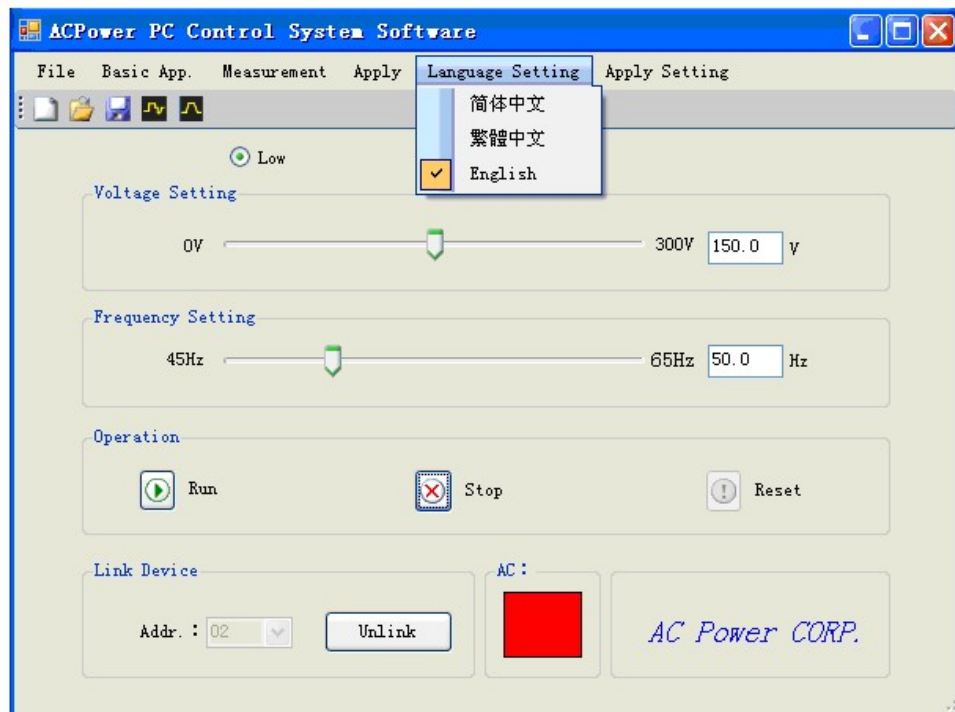 ACPower PC Control System Software
File Basic App. Measurement Apply Language Setting Apply Setting
简体中文
繁體中文
English
Low
Voltage Setting
0V 300V 150.0 V
Frequency Setting
45Hz 65Hz 50.0 Hz
Operation
Run Stop Reset
Link Device
AC:
Addr.: 02 Unlink
AC Power CORP.